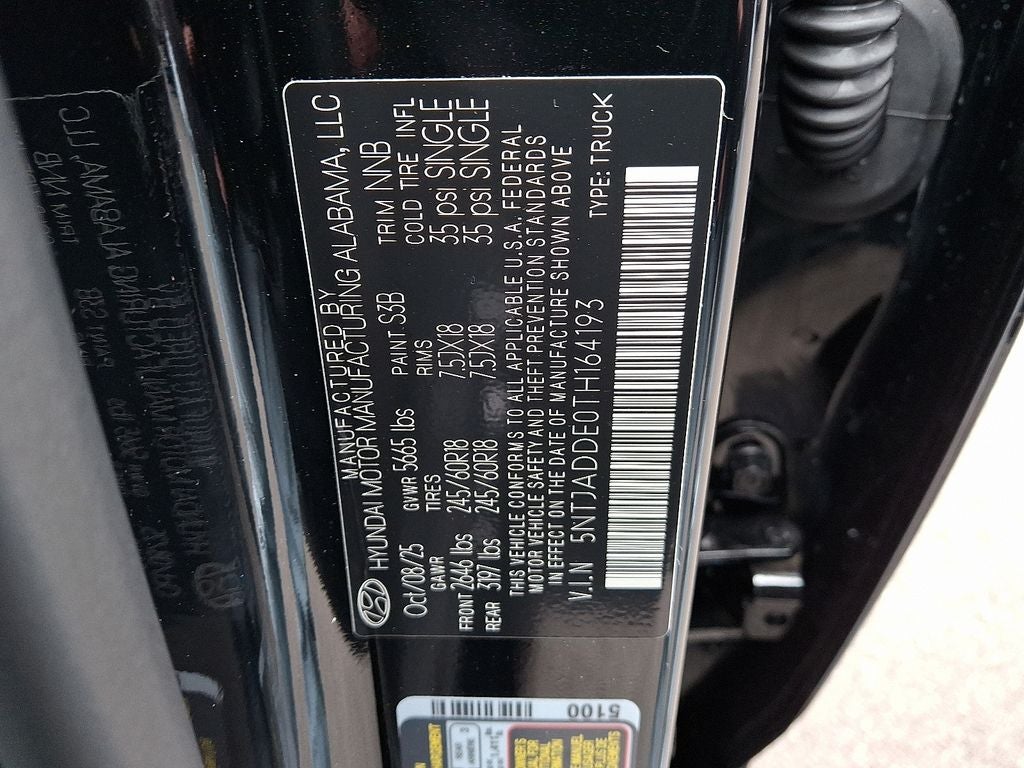 MANUFACTURED BY
HYUNDAI MOTOR MANUFACTURING ALABAMA, LLC
Oct/08/25 GVWR 5665 lbs PAINT S3B TRIM NNB
GAWR TIRES RIMS COLD TIRE INFL
FRONT 2646 lbs 245/60R18 7.5JX18 35 psi SINGLE
REAR 3197 lbs 245/60R18 7.5JX18 35 psi SINGLE
THIS VEHICLE CONFORMS TO ALL APPLICABLE U.S.A. FEDERAL
MOTOR VEHICLE SAFETY AND THEFT PREVENTION STANDARDS
IN EFFECT ON THE DATE OF MANUFACTURE SHOWN ABOVE
V.I.N 5NTJADDE0TH164193 TYPE: TRUCK
5100